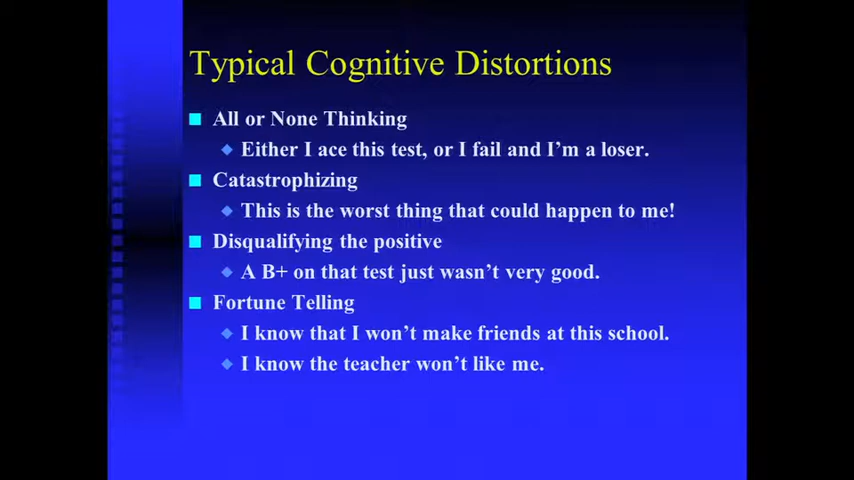 Typical Cognitive Distortions
All or None Thinking
Either I ace this test, or I fail and I'm a loser.
Catastrophizing
This is the worst thing that could happen to me!
Disqualifying the positive
A B+ on that test just wasn't very good.
Fortune Telling
I know that I won't make friends at this school.
I know the teacher won't like me.